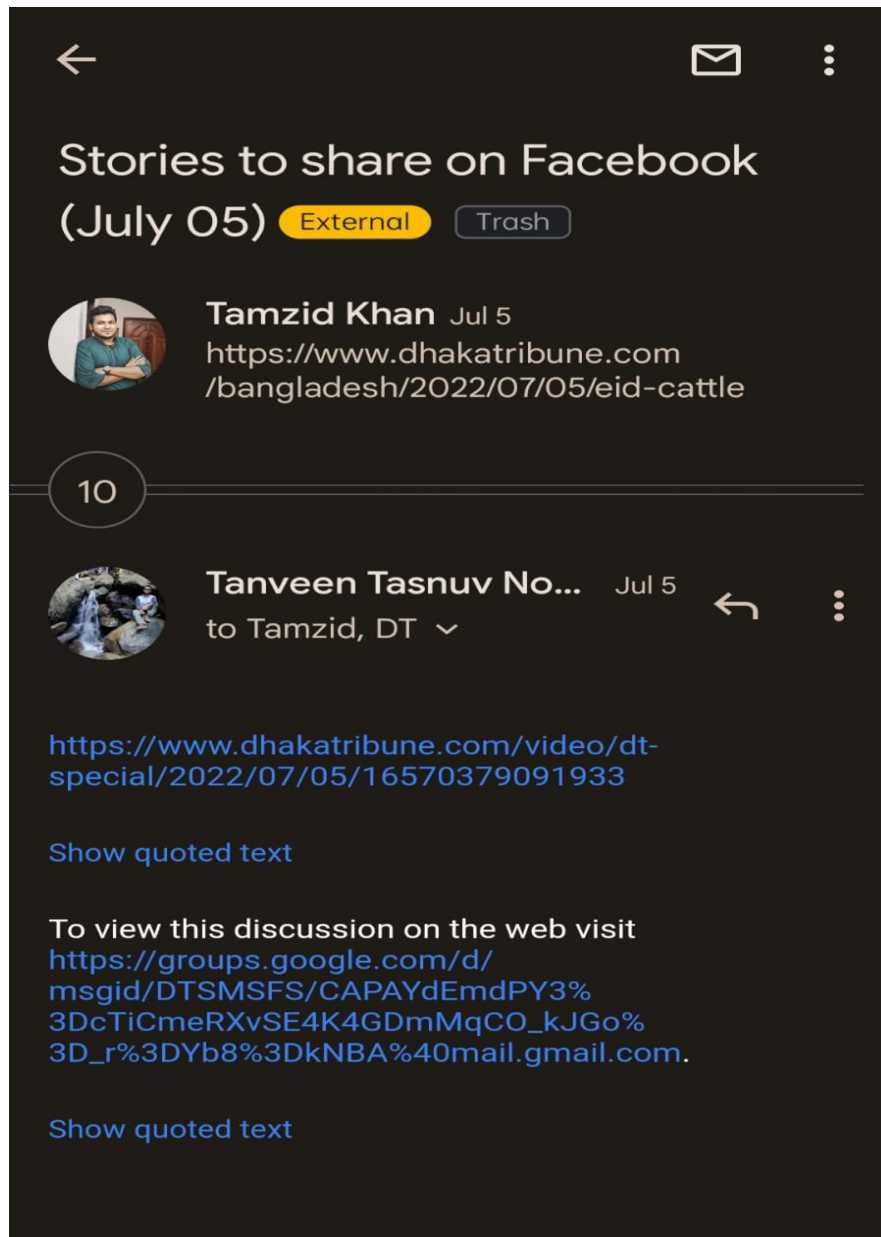 Stories to share on Facebook
(July 05) External Trash
Tamzid Khan Jul 5
https://www.dhakatribune.com
/bangladesh/2022/07/05/eid-cattle
10
Tanveen Tasnuv No... Jul 5
to Tamzid, DT
https://www.dhakatribune.com/video/dt-
special/2022/07/05/16570379091933
Show quoted text
To view this discussion on the web visit
https://groups.google.com/d/
msgid/DTSMSFS/CAPAYdEmdPY3%
3DcTiCmeRXvSE4K4GDmMqCO_kJGo%
3D_r%3DYb8%3DkNBA%40mail.gmail.com.
Show quoted text